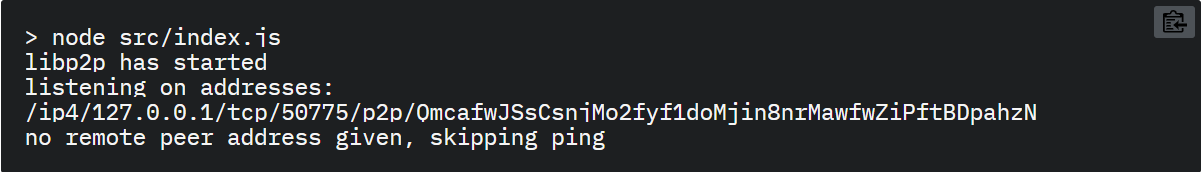 > node src/index.js
libp2p has started
listening on addresses:
/ip4/127.0.0.1/tcp/50775/p2p/QmcafwJSsCsnjMo2fyf1doMjin8nrMawfwZiPftBDpahzN
no remote peer address given, skipping ping